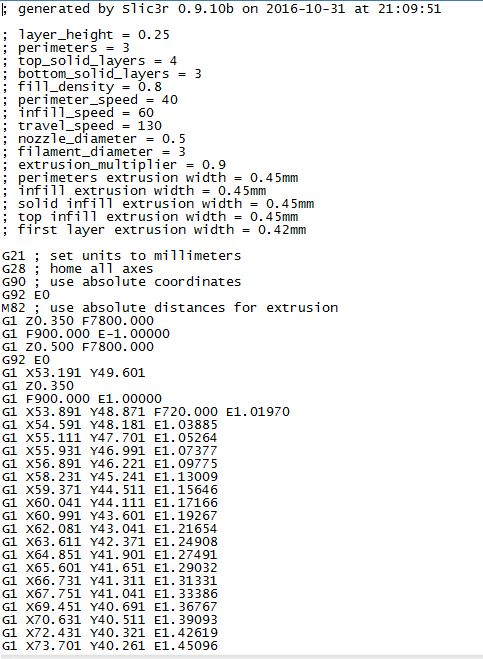 ; generated by Slic3r 0.9.10b on 2016-10-31 at 21:09:51
; layer_height = 0.25
; perimeters = 3
; top_solid_layers = 4
; bottom_solid_layers = 3
; fill_density = 0.8
; perimeter_speed = 40
; infill_speed = 60
; travel_speed = 130
; nozzle_diameter = 0.5
; filament_diameter = 3
; extrusion_multiplier = 0.9
; perimeters extrusion width = 0.45mm
; infill extrusion width = 0.45mm
; solid infill extrusion width = 0.45mm
; top infill extrusion width = 0.45mm
; first layer extrusion width = 0.42mm
G21 ; set units to millimeters
G28 ; home all axes
G90 ; use absolute coordinates
G92 E0
M82 ; use absolute distances for extrusion
G1 Z0.350 F7800.000
G1 F900.000 E-1.00000
G1 Z0.500 F7800.000
G92 E0
G1 X53.191 Y49.601
G1 Z0.350
G1 F900.000 E1.00000
G1 X53.891 Y48.871 F720.000 E1.01970
G1 X54.591 Y48.181 E1.03885
G1 X55.111 Y47.701 E1.05264
G1 X55.931 Y46.991 E1.07377
G1 X56.891 Y46.221 E1.09775
G1 X58.231 Y45.241 E1.13009
G1 X59.371 Y44.511 E1.15646
G1 X60.041 Y44.111 E1.17166
G1 X60.991 Y43.601 E1.19267
G1 X62.081 Y43.041 E1.21654
G1 X63.611 Y42.371 E1.24908
G1 X64.851 Y41.901 E1.27491
G1 X65.601 Y41.651 E1.29032
G1 X66.731 Y41.311 E1.31331
G1 X67.751 Y41.041 E1.33386
G1 X69.451 Y40.691 E1.36767
G1 X70.631 Y40.511 E1.39093
G1 X72.431 Y40.321 E1.42619
G1 X73.701 Y40.261 E1.45096